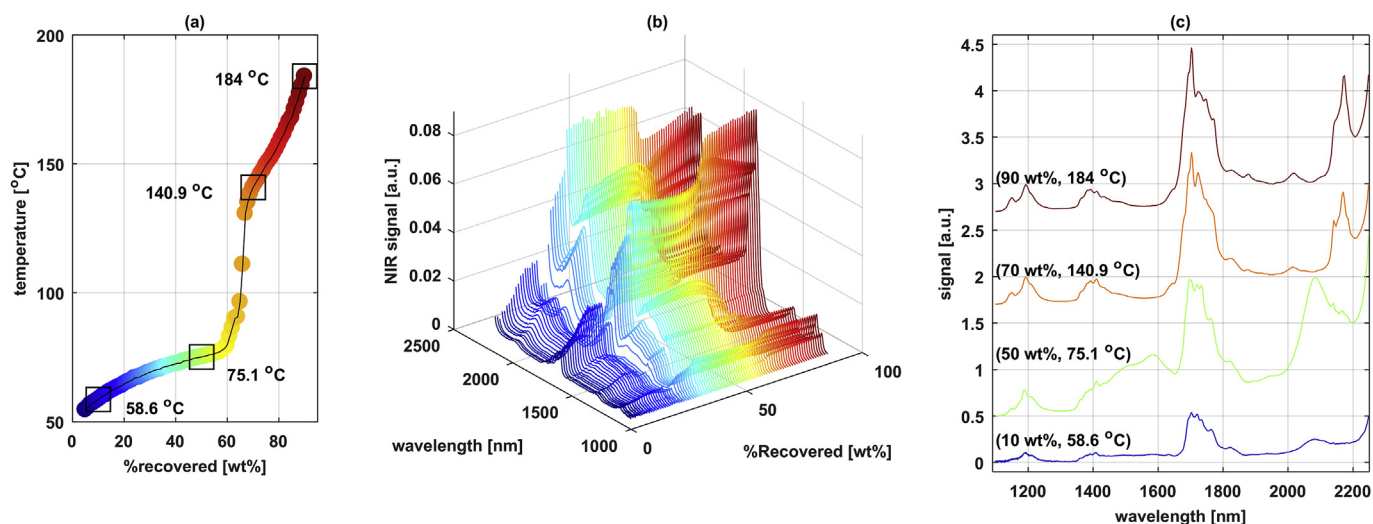 (a)
200
150
100
50
temperature [°C]
184 °C
140.9 °C
75.1 °C
58.6 °C
0 20 40 60 80
%recovered [wt%]
(b)
0.08
0.06
0.04
0.02
0
NIR signal [a.u.]
2500
2000
1500
1000
wavelength [nm]
0
50
100
%Recovered [wt%]
(c)
4.5
4
3.5
3
2.5
2
1.5
1
0.5
0
signal [a.u.]
(90 wt%, 184 °C)
(70 wt%, 140.9 °C)
(50 wt%, 75.1 °C)
(10 wt%, 58.6 °C)
1200 1400 1600 1800 2000 2200
wavelength [nm]